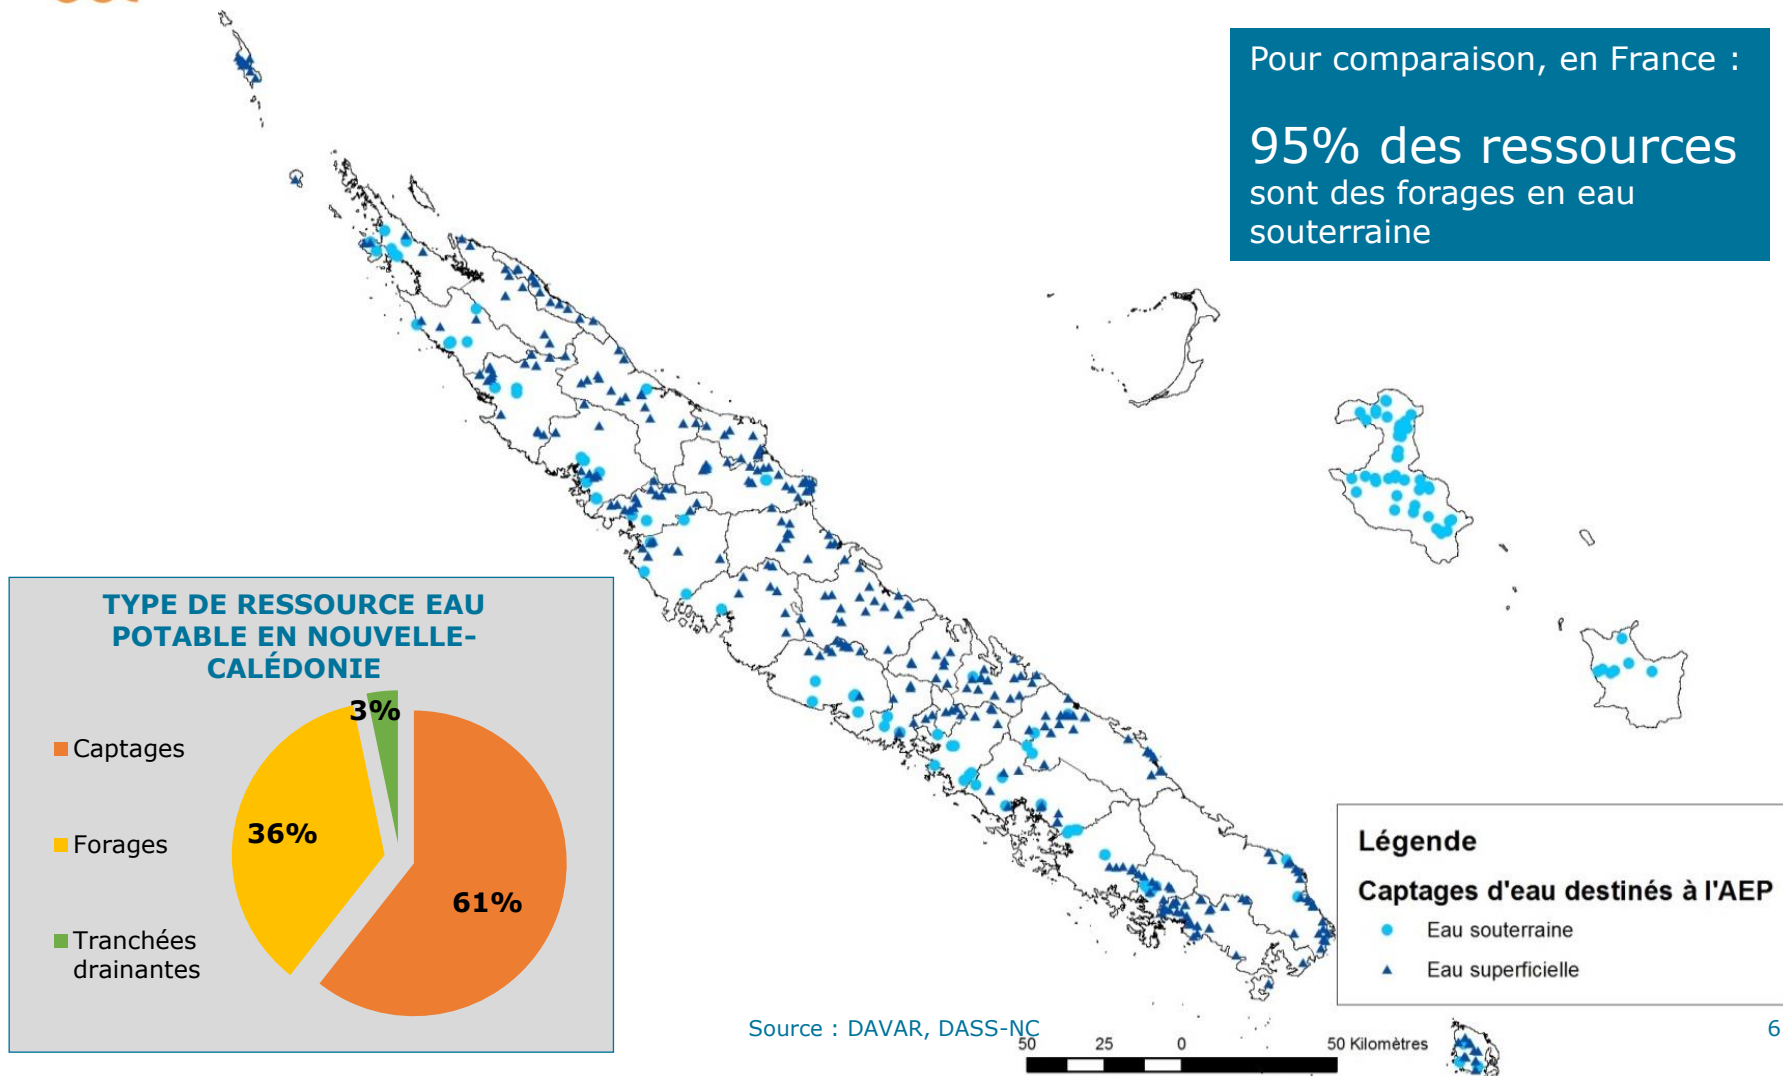 Pour comparaison, en France :
95% des ressources
sont des forages en eau
souterraine
TYPE DE RESSOURCE EAU
POTABLE EN NOUVELLE-
CALÉDONIE
3%
Captages
36%
Forages
61%
Tranchées
drainantes
Légende
Captages d'eau destinés à l'AEP
Eau souterraine
Eau superficielle
Source : DAVAR, DASS-NC
6
50 25 0 50 Kilomètres